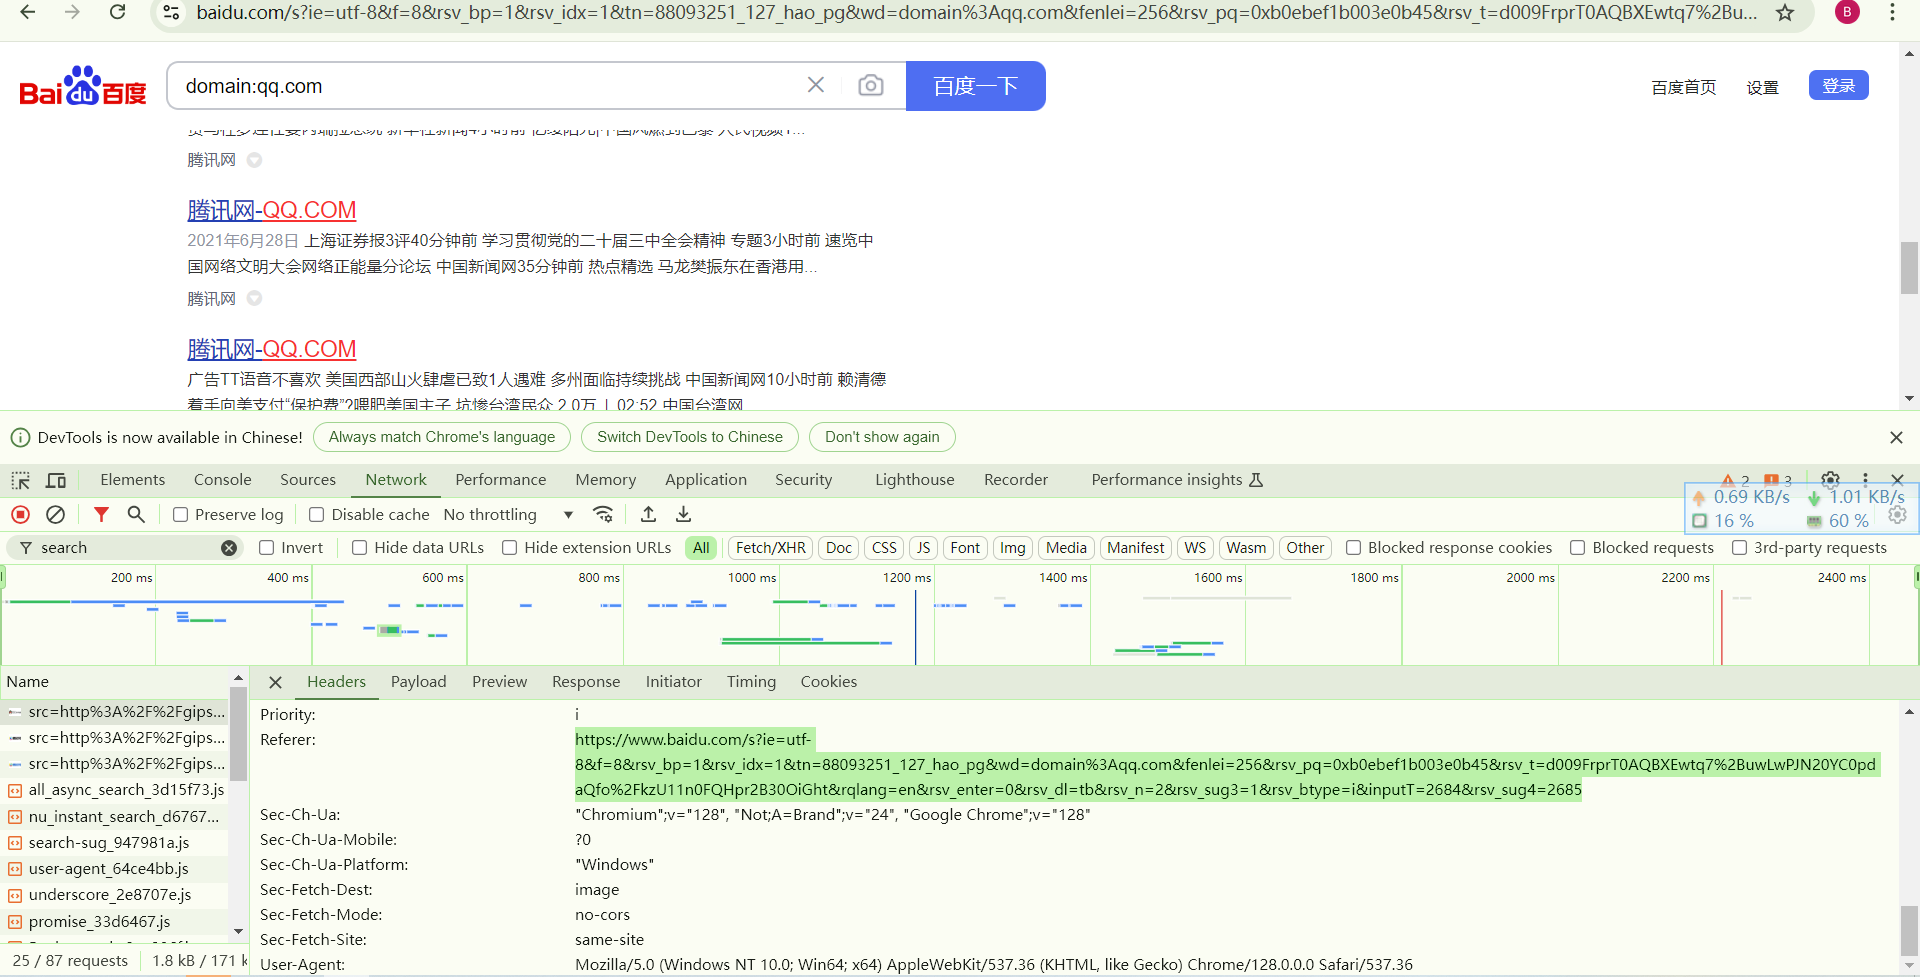 baidu.com/s?ie=utf-8&f=8&rsv_bp=1&rsv_idx=1&tn=88093251_127_hao_pg&wd=domain%3Aqq.com&fenlei=256&rsv_pq=0xb0ebef1b003e0b45&rsv_t=d009FrprT0AQBXEwtq7%2Bu...
B
Baidu百度
domain:qq.com
百度一下
百度首页 设置 登录
腾讯网
腾讯网-QQ.COM
2021年6月28日 上海证券报3评40分钟前 学习贯彻党的二十届三中全会精神 专题3小时前 速览中
国网络文明大会网络正能量分论坛 中国新闻网35分钟前 热点精选 马龙樊振东在香港用...
腾讯网
腾讯网-QQ.COM
广告TT语音不喜欢 美国西部山火肆虐已致1人遇难 多州面临持续挑战 中国新闻网10小时前 赖清德
着手向美支付“保护费”?喂肥美国主子 坑惨台湾民众 2.0万 | 02:52 中国台湾网
DevTools is now available in Chinese! Always match Chrome's language Switch DevTools to Chinese Don't show again
Elements Console Sources Network Performance Memory Application Security Lighthouse Recorder Performance insights 2 3
0.69 KB/s 1.01 KB/s
Preserve log Disable cache No throttling 16 % 60 %
search Invert Hide data URLs Hide extension URLs All Fetch/XHR Doc CSS JS Font Img Media Manifest WS Wasm Other Blocked response cookies Blocked requests 3rd-party requests
200 ms 400 ms 600 ms 800 ms 1000 ms 1200 ms 1400 ms 1600 ms 1800 ms 2000 ms 2200 ms 2400 ms
Name
src=http%3A%2F%2Fgips...
src=http%3A%2F%2Fgips...
src=http%3A%2F%2Fgips...
all_async_search_3d15f73.js
nu_instant_search_d6767...
search-sug_947981a.js
user-agent_64ce4bb.js
underscore_2e8707e.js
promise_33d6467.js
25 / 87 requests 1.8 kB / 171 k
Headers Payload Preview Response Initiator Timing Cookies
Priority: i
Referer: https://www.baidu.com/s?ie=utf-
8&f=8&rsv_bp=1&rsv_idx=1&tn=88093251_127_hao_pg&wd=domain%3Aqq.com&fenlei=256&rsv_pq=0xb0ebef1b003e0b45&rsv_t=d009FrprT0AQBXEwtq7%2BuwLwPJN20YC0pd
aQfo%2FkzU11n0FQHpr2B30OiGht&rqlang=en&rsv_enter=0&rsv_dl=tb&rsv_n=2&rsv_sug3=1&rsv_btype=i&inputT=2684&rsv_sug4=2685
Sec-Ch-Ua: "Chromium";v="128", "Not;A=Brand";v="24", "Google Chrome";v="128"
Sec-Ch-Ua-Mobile: ?0
Sec-Ch-Ua-Platform: "Windows"
Sec-Fetch-Dest: image
Sec-Fetch-Mode: no-cors
Sec-Fetch-Site: same-site
User-Agent: Mozilla/5.0 (Windows NT 10.0; Win64; x64) AppleWebKit/537.36 (KHTML, like Gecko) Chrome/128.0.0.0 Safari/537.36